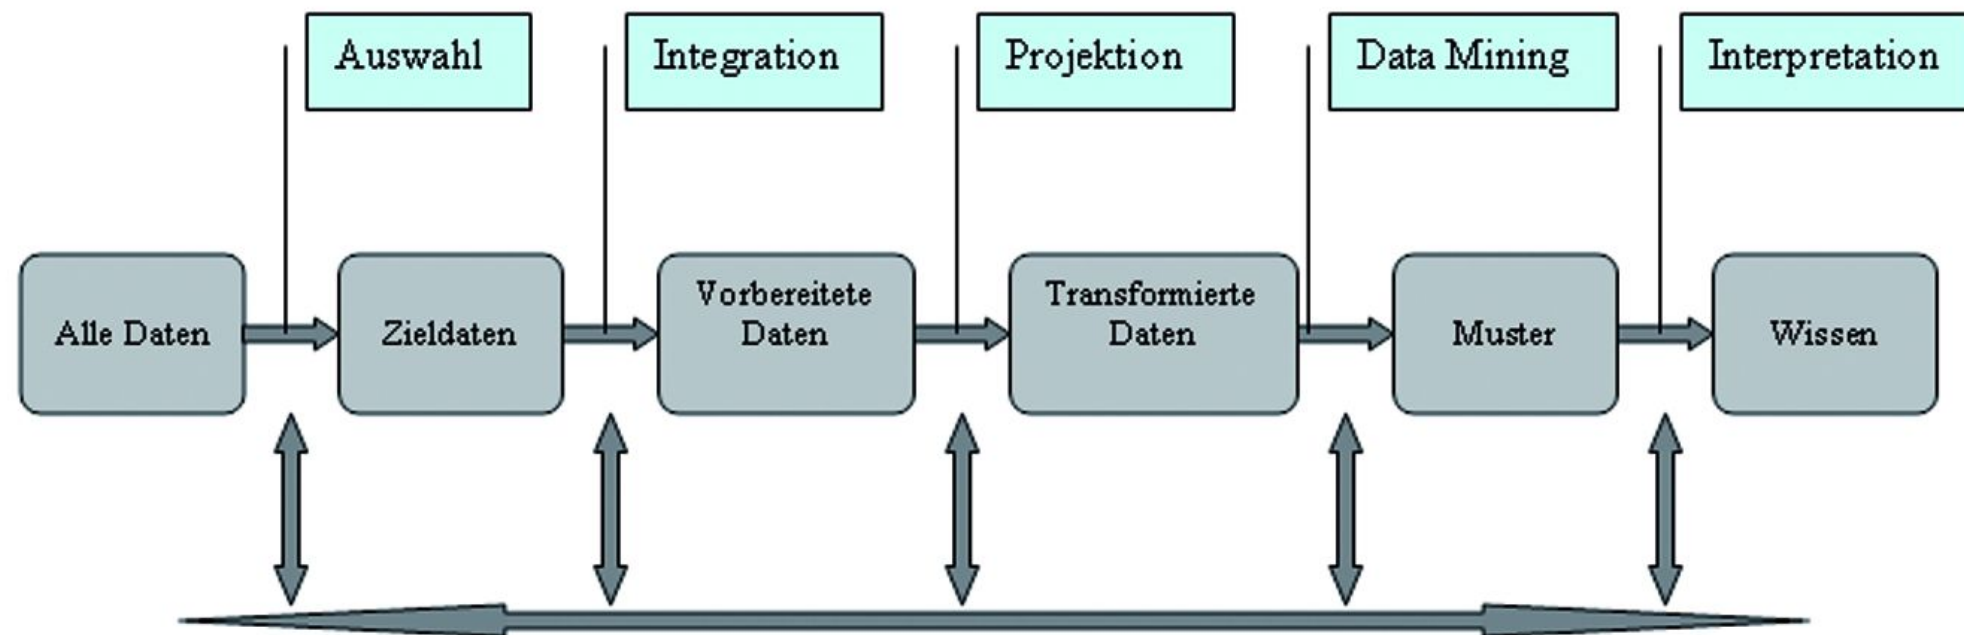 Auswahl
Integration
Projektion
Data Mining
Interpretation
Alle Daten
Zieldaten
Vorbereitete
Daten
Transformierte
Daten
Muster
Wissen